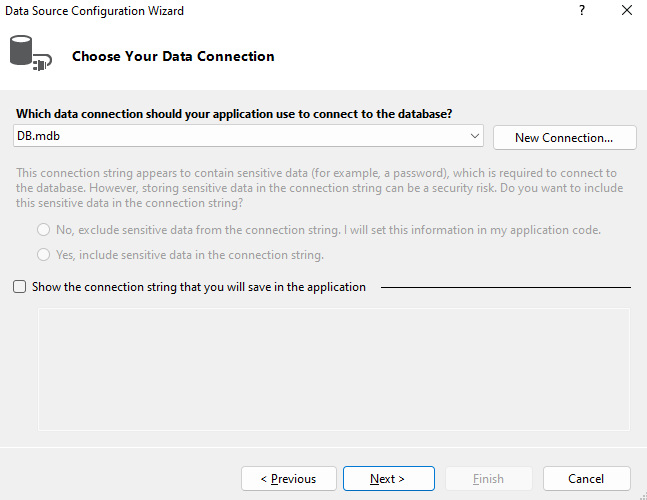 Data Source Configuration Wizard
?
Choose Your Data Connection
Which data connection should your application use to connect to the database?
DB.mdb
New Connection...
This connection string appears to contain sensitive data (for example, a password), which is required to connect to
the database. However, storing sensitive data in the connection string can be a security risk. Do you want to include
this sensitive data in the connection string?
No, exclude sensitive data from the connection string. I will set this information in my application code.
Yes, include sensitive data in the connection string.
Show the connection string that you will save in the application
< Previous
Next >
Finish
Cancel